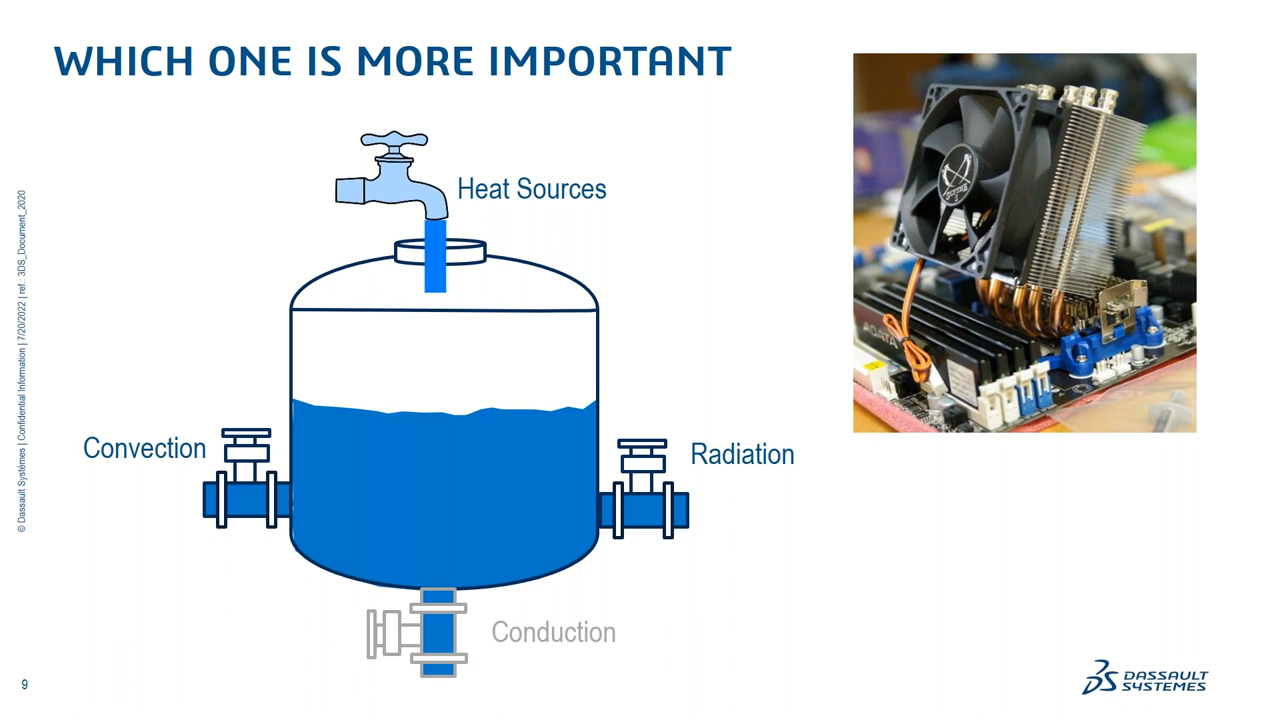 WHICH ONE IS MORE IMPORTANT
Heat Sources
Convection
Radiation
Conduction
ADATA
© Dassault Systèmes | Confidential Information | 7/20/2022 | ref.: 3DS_Document_2020
9
DASSAULT
SYSTEMES